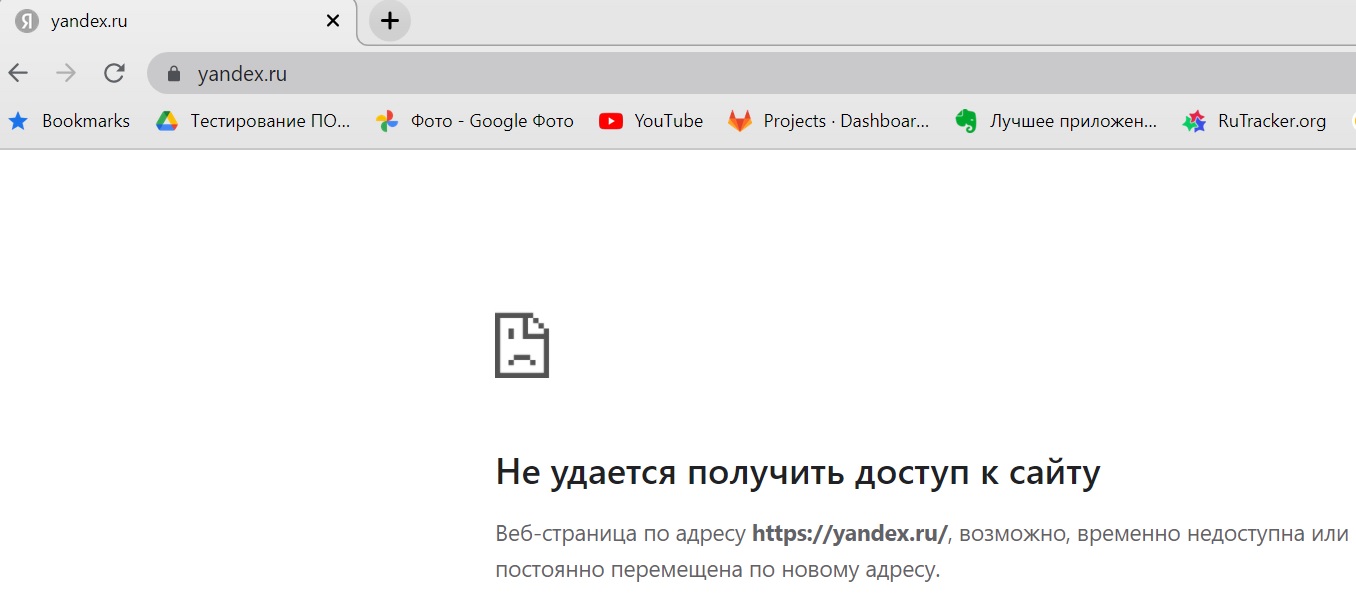 Я yandex.ru
yandex.ru
Bookmarks Тестирование ПО... Фото - Google Фото YouTube Projects · Dashboar... Лучшее приложен... RuTracker.org
Не удается получить доступ к сайту
Веб-страница по адресу https://yandex.ru/, возможно, временно недоступна или
постоянно перемещена по новому адресу.